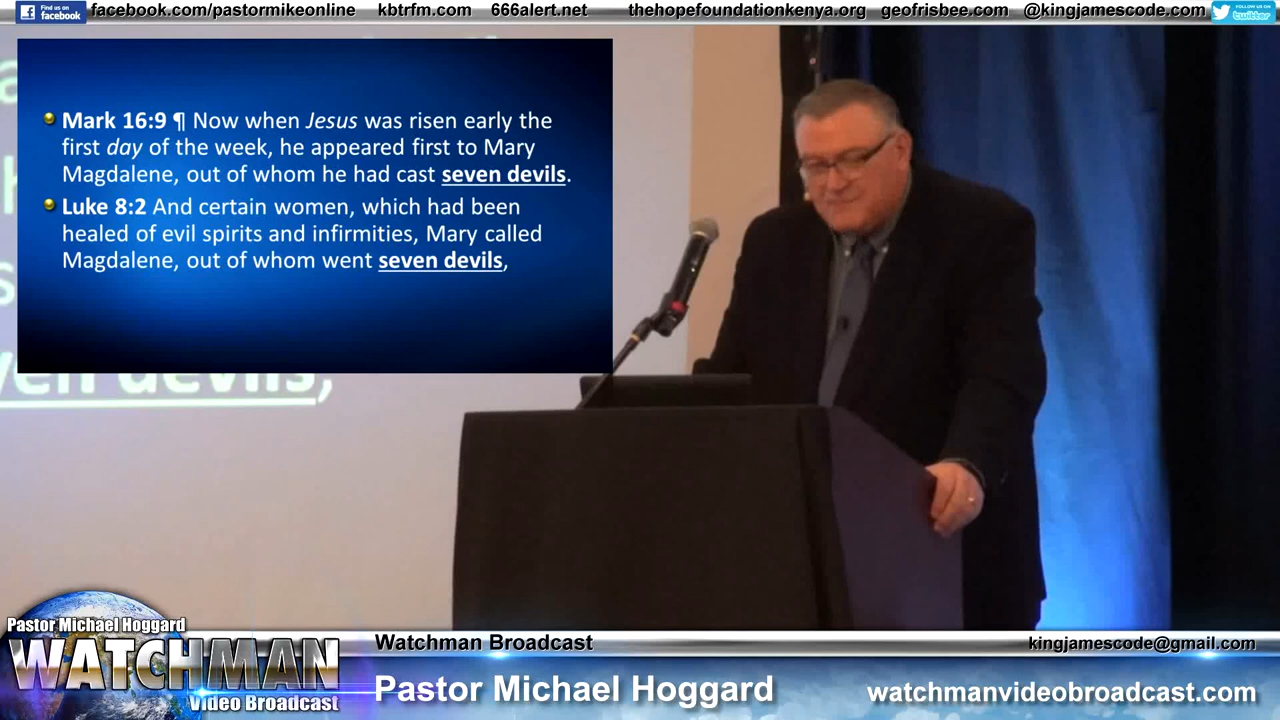 Find us on
facebook
facebook.com/pastormikeonline kbtrfm.com 666alert.net thehopefoundationkenya.org geofrisbee.com @kingjamescode.com
FOLLOW US ON
twitter
Mark 16:9 ¶ Now when Jesus was risen early the
first day of the week, he appeared first to Mary
Magdalene, out of whom he had cast seven devils.
Luke 8:2 And certain women, which had been
healed of evil spirits and infirmities, Mary called
Magdalene, out of whom went seven devils,
devils,
Pastor Michael Hoggard
WATCHMAN
Video Broadcast
Watchman Broadcast
kingjamescode@gmail.com
Pastor Michael Hoggard
watchmanvideobroadcast.com